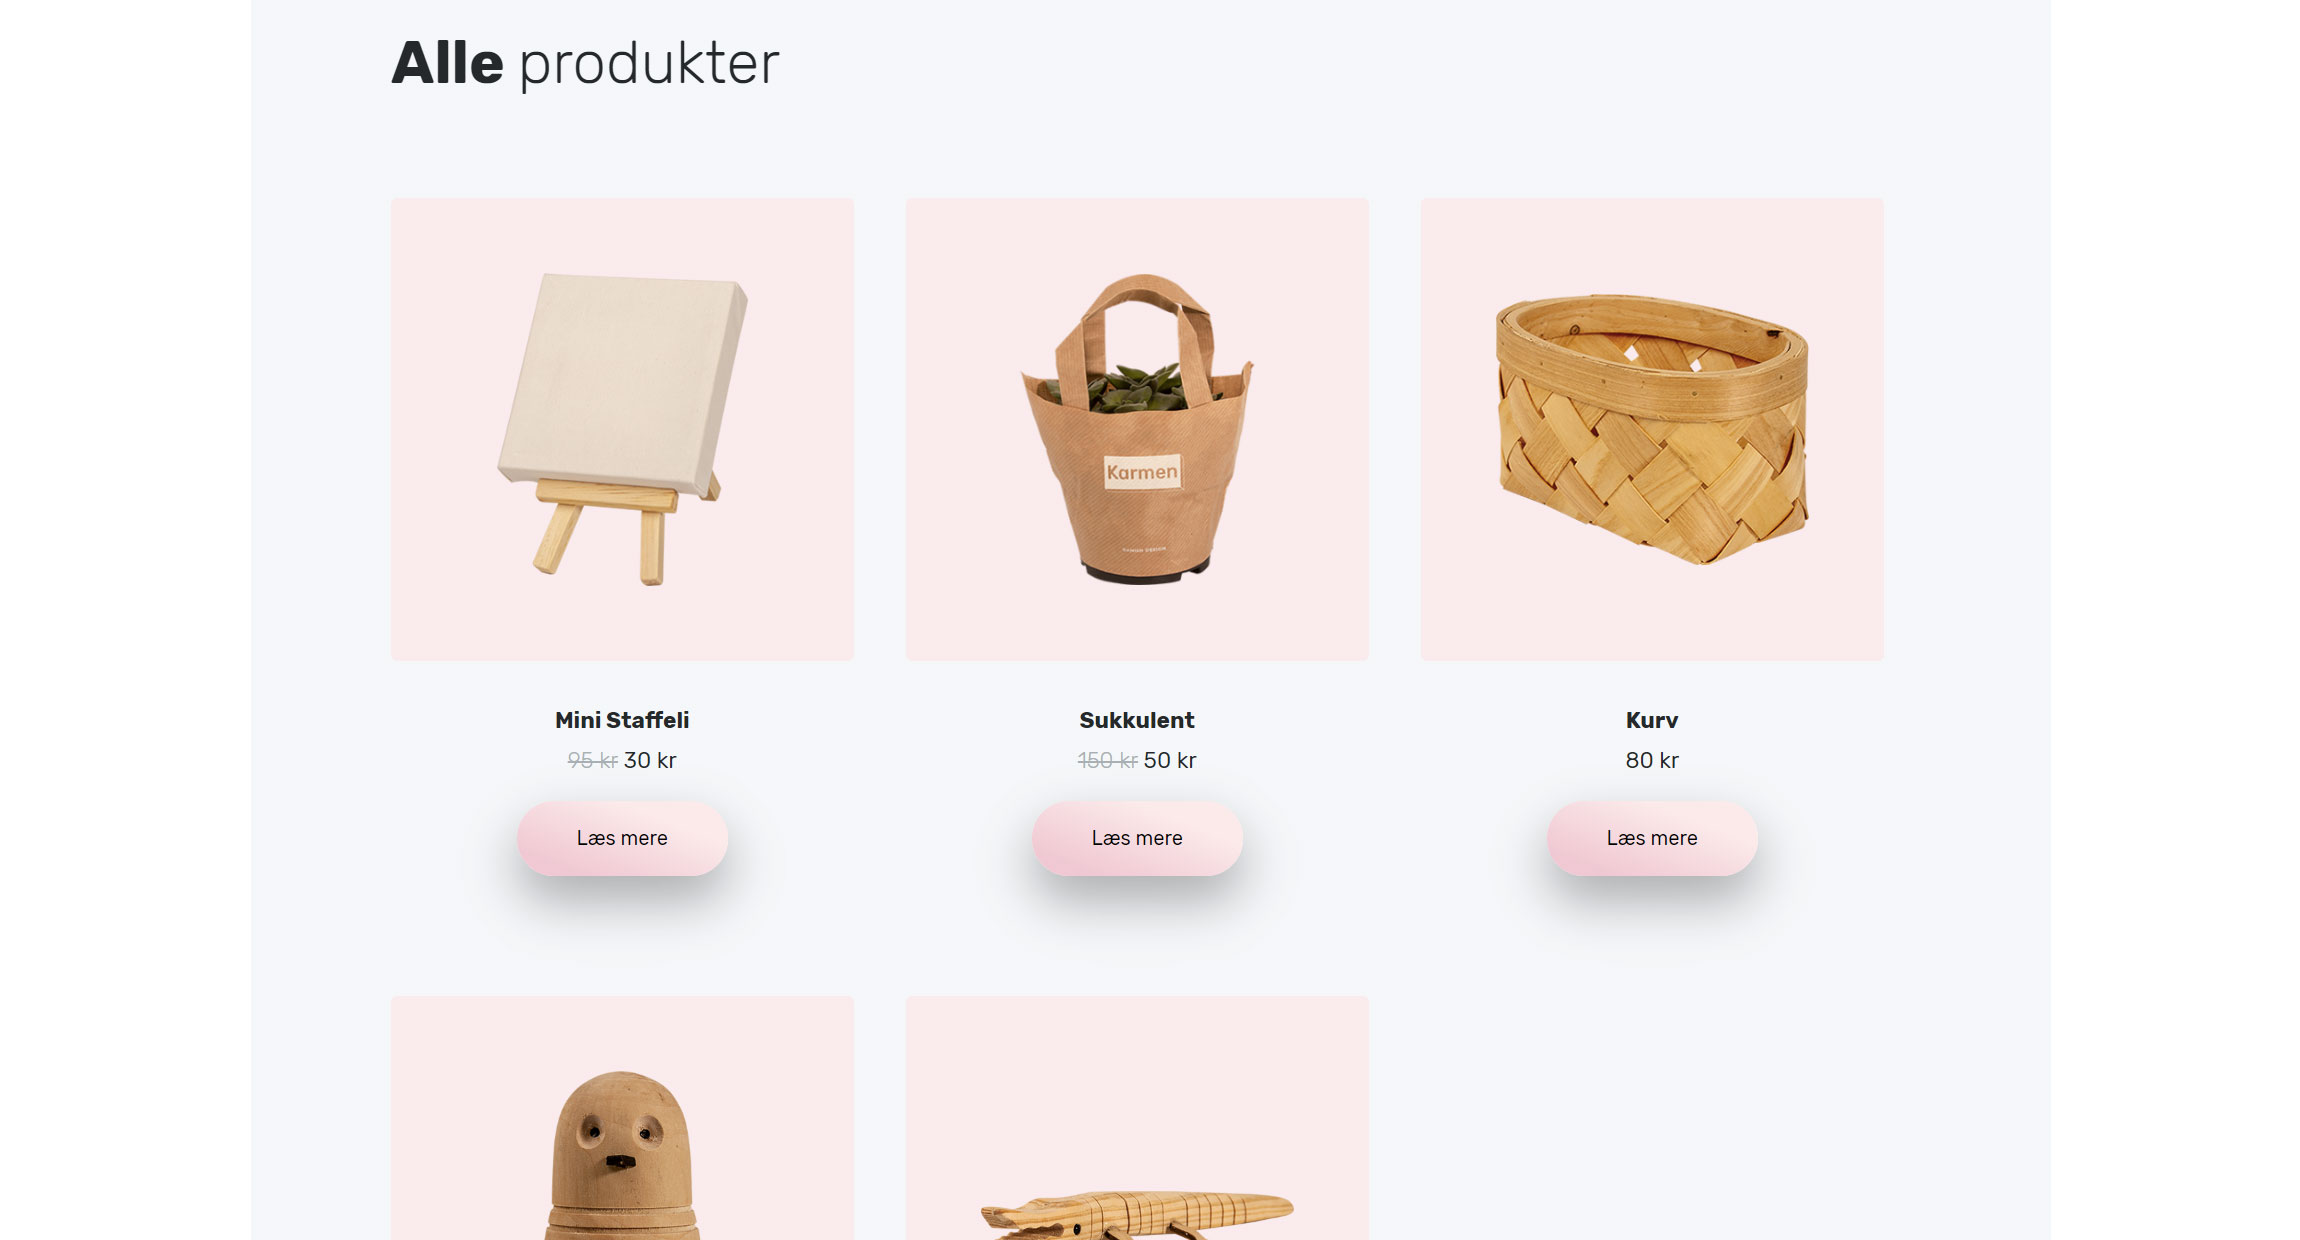 Alle produkter
Karmen
Mini Staffeli
95 kr 30 kr
Læs mere
Sukkulent
150 kr 50 kr
Læs mere
Kurv
80 kr
Læs mere